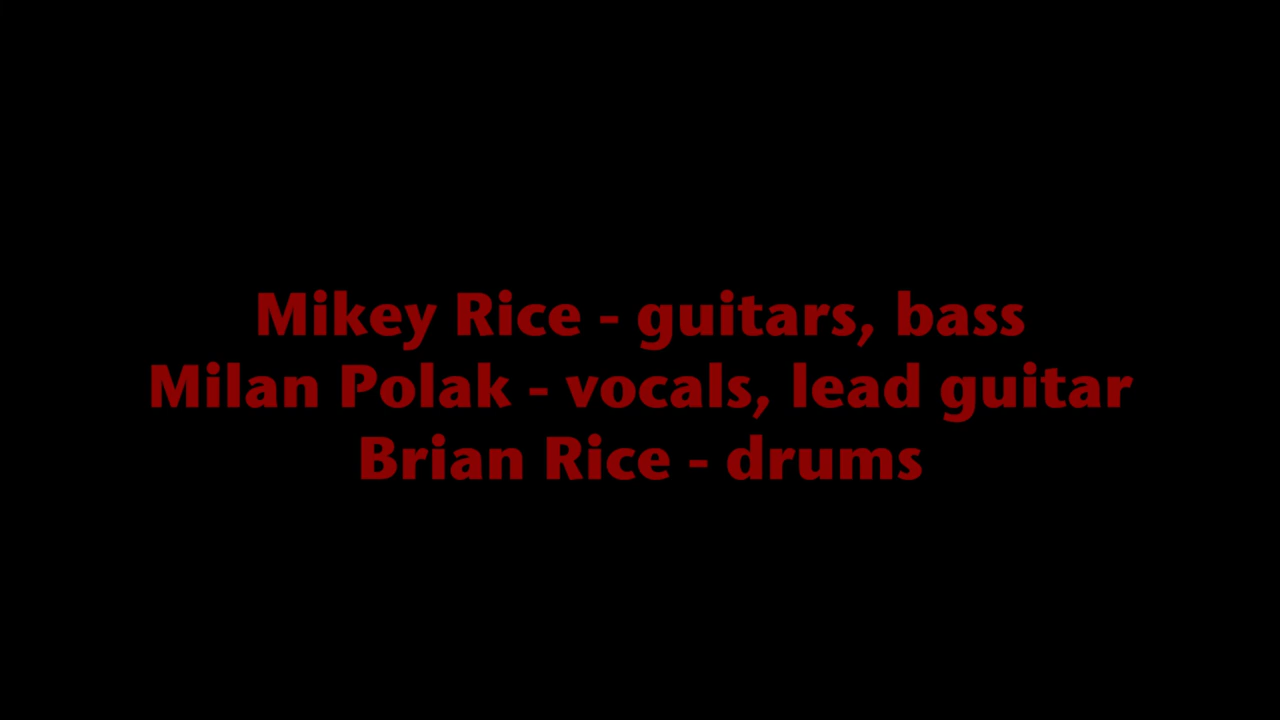 Mikey Rice - guitars, bass
Milan Polak - vocals, lead guitar
Brian Rice - drums